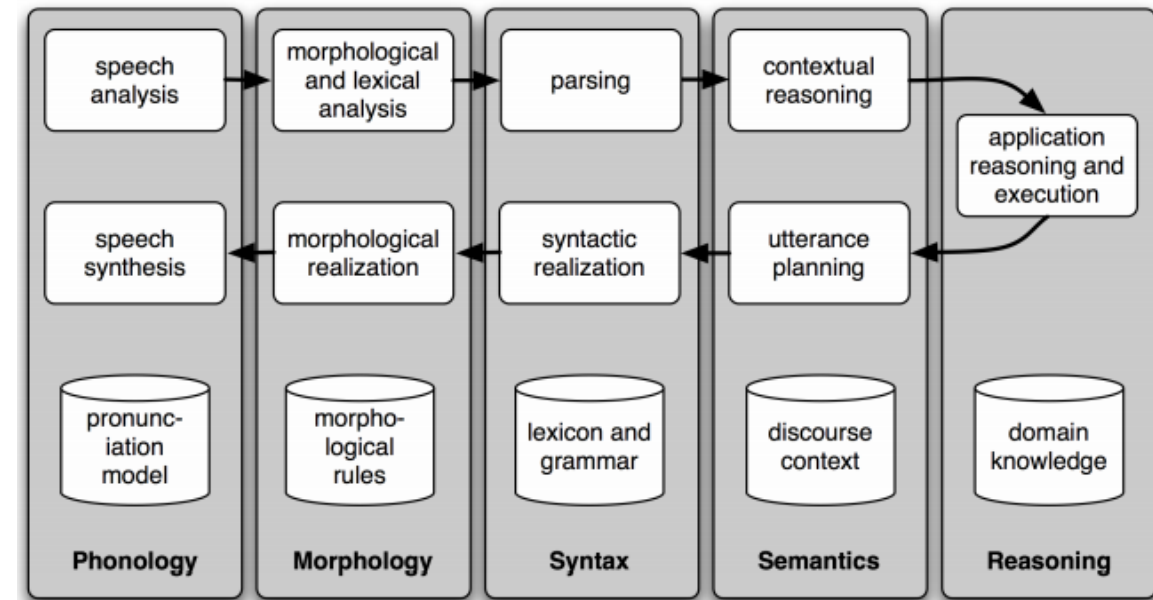 speech
analysis
morphological
and lexical
analysis
parsing
contextual
reasoning
application
reasoning and
execution
speech
synthesis
morphological
realization
syntactic
realization
utterance
planning
pronunc-
iation
model
morpho-
logical
rules
lexicon and
grammar
discourse
context
domain
knowledge
Phonology
Morphology
Syntax
Semantics
Reasoning